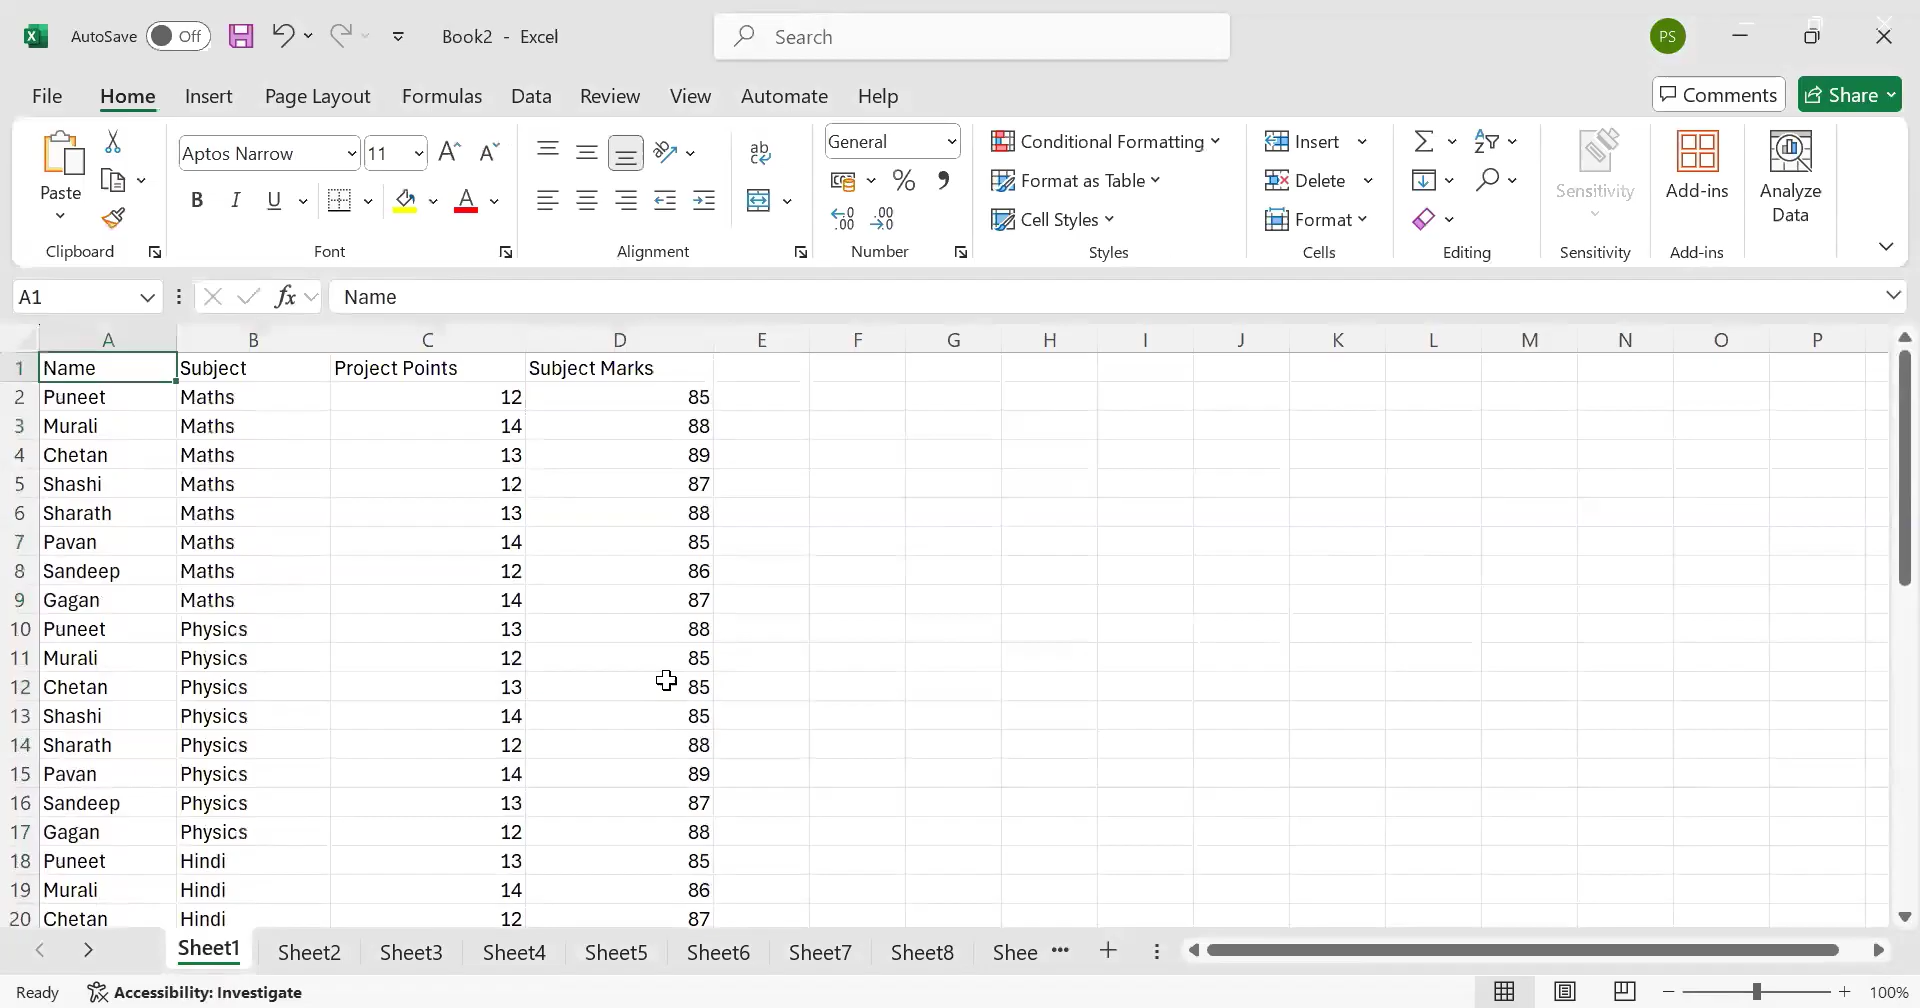 AutoSave Off Book2 - Excel Search PS
File Home Insert Page Layout Formulas Data Review View Automate Help Comments Share
Paste Aptos Narrow 11 A A ab General Conditional Formatting Insert Sensitivity Add-ins Analyze Data
B I U A % Format as Table Delete
Cell Styles Format
Clipboard Font Alignment Number Styles Cells Editing Sensitivity Add-ins
A1 fx Name
A B C D E F G H I J K L M N O P
1 Name Subject Project Points Subject Marks
2 Puneet Maths 12 85
3 Murali Maths 14 88
4 Chetan Maths 13 89
5 Shashi Maths 12 87
6 Sharath Maths 13 88
7 Pavan Maths 14 85
8 Sandeep Maths 12 86
9 Gagan Maths 14 87
10 Puneet Physics 13 88
11 Murali Physics 12 85
12 Chetan Physics 13 85
13 Shashi Physics 14 85
14 Sharath Physics 12 88
15 Pavan Physics 14 89
16 Sandeep Physics 13 87
17 Gagan Physics 12 88
18 Puneet Hindi 13 85
19 Murali Hindi 14 86
20 Chetan Hindi 12 87
Sheet1 Sheet2 Sheet3 Sheet4 Sheet5 Sheet6 Sheet7 Sheet8 Shee ...
Ready Accessibility: Investigate 100%